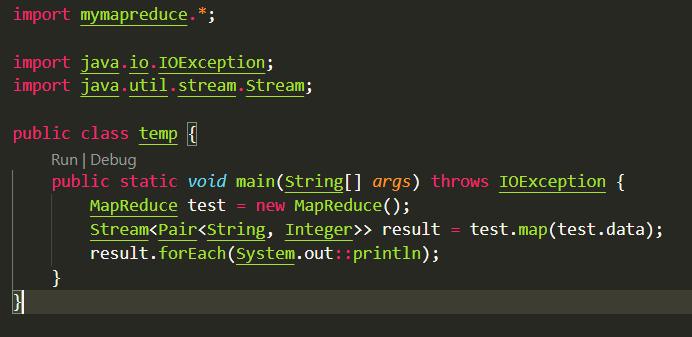 import mymapreduce.*;
import java.io.IOException;
import java.util.stream.Stream;
public class temp {
Run | Debug
public static void main(String[] args) throws IOException {
MapReduce test = new MapReduce();
Stream<Pair<String, Integer>> result = test.map(test.data);
result.forEach(System.out::println);
}
}